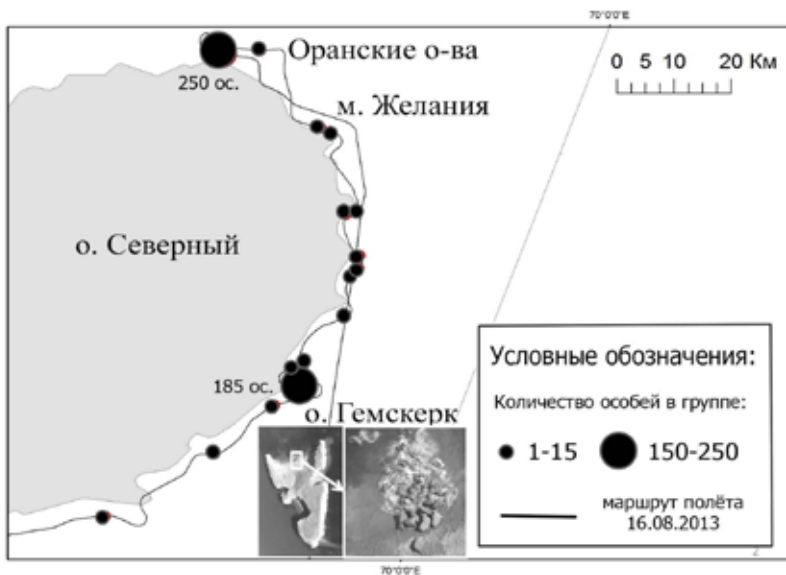 70°0'0"E
Оранские о-ва
0 5 10 20 Км
250 ос.
м. Желания
о. Северный
185 ос.
о. Гемскерк
Условные обозначения:
Количество особей в группе:
1-15 150-250
маршрут полёта
16.08.2013
2
70°0'0"E